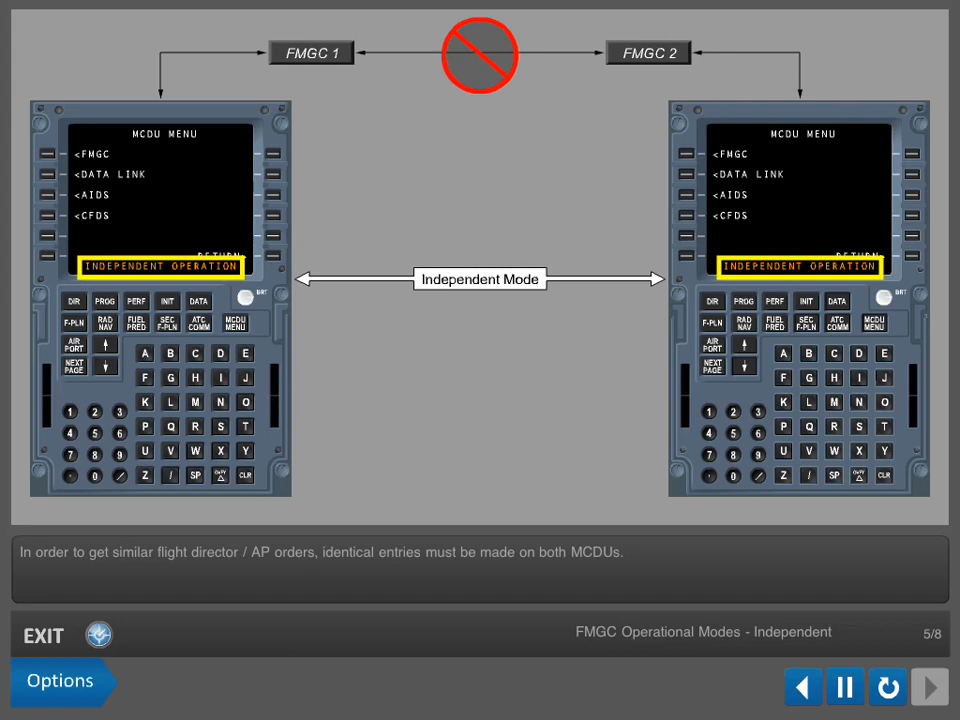 FMGC 1
FMGC 2
MCDU MENU
<FMGC
<DATA LINK
<AIDS
<CFDS
RETURN>
INDEPENDENT OPERATION
BRT
DIR PROG PERF INIT DATA
F-PLN RAD NAV FUEL PRED SEC F-PLN ATC COMM MCDU MENU
AIR PORT ↑
NEXT PAGE ↓
A B C D E
F G H I J
K L M N O
1 2 3
P Q R S T
4 5 6
U V W X Y
7 8 9
Z / SP OVFY △ CLR
. 0 /
Independent Mode
MCDU MENU
<FMGC
<DATA LINK
<AIDS
<CFDS
RETURN>
INDEPENDENT OPERATION
BRT
DIR PROG PERF INIT DATA
F-PLN RAD NAV FUEL PRED SEC F-PLN ATC COMM MCDU MENU
AIR PORT ↑
NEXT PAGE ↓
A B C D E
F G H I J
K L M N O
1 2 3
P Q R S T
4 5 6
U V W X Y
7 8 9
Z / SP OVFY △ CLR
. 0 /
In order to get similar flight director / AP orders, identical entries must be made on both MCDUs.
EXIT
FMGC Operational Modes - Independent
5/8
Options